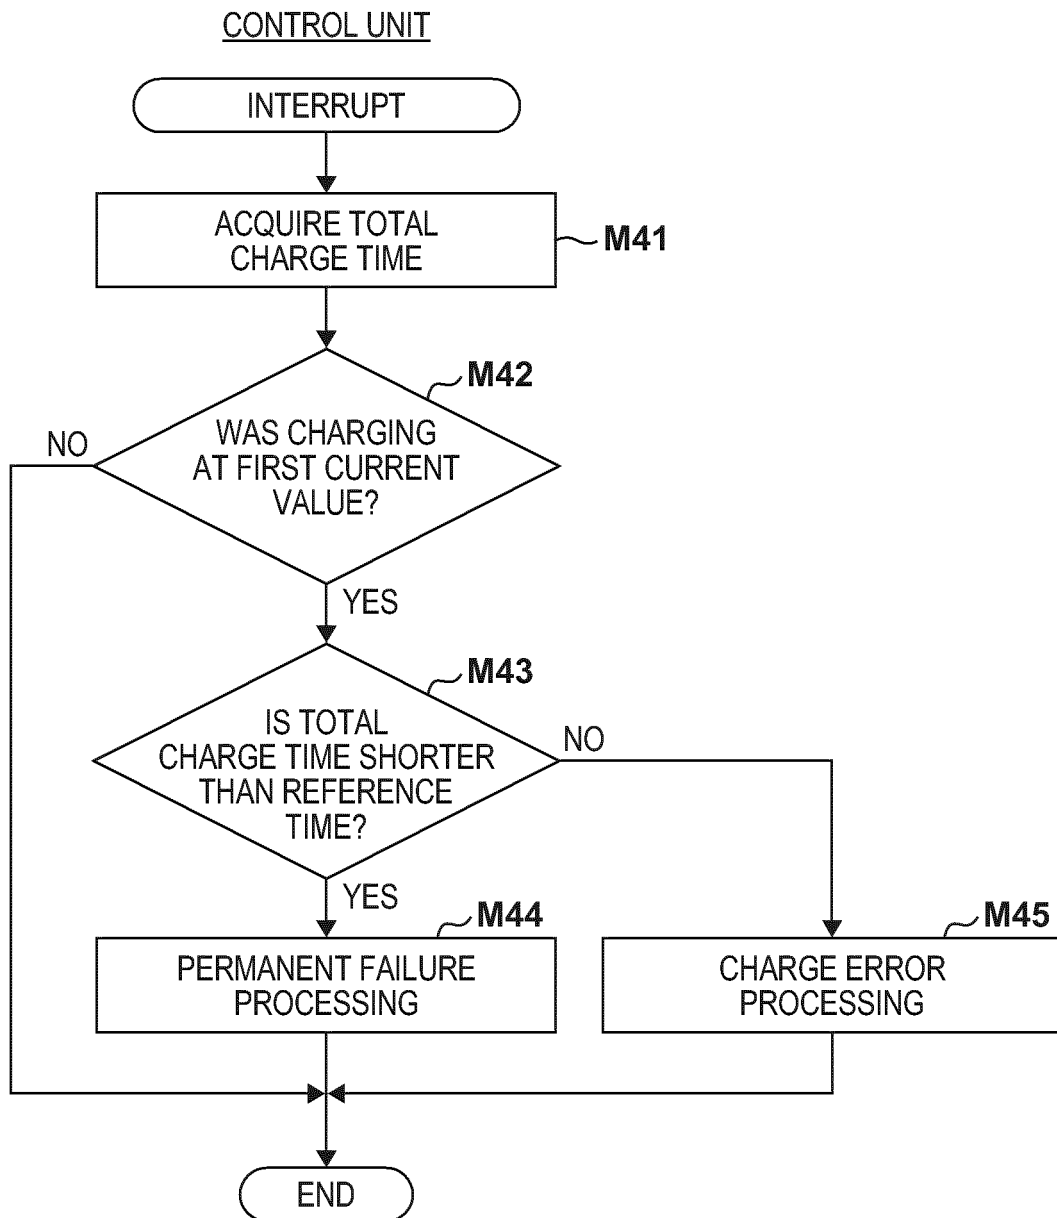 CONTROL UNIT
INTERRUPT
ACQUIRE TOTAL
CHARGE TIME
M41
M42
NO
WAS CHARGING
AT FIRST CURRENT
VALUE?
YES
M43
IS TOTAL
CHARGE TIME SHORTER
THAN REFERENCE
TIME?
NO
YES
M44
PERMANENT FAILURE
PROCESSING
M45
CHARGE ERROR
PROCESSING
END